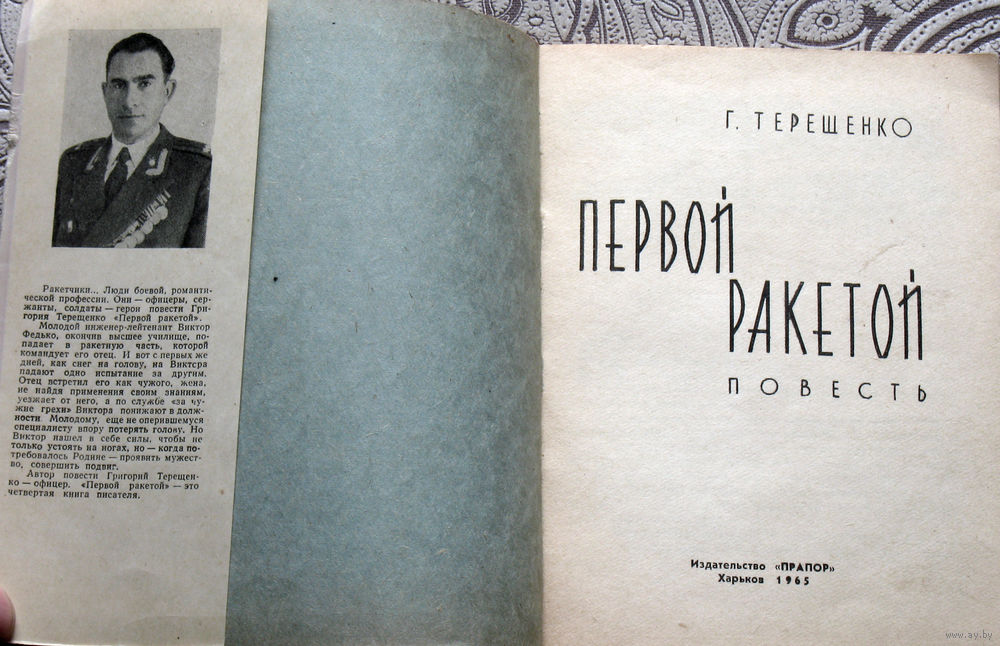 Ракетчики... Люди боевой, романти-
ческой профессии. Они — офицеры, сер-
жанты, солдаты — герои повести Гри-
гория Терещенко «Первой ракетой».
Молодой инженер-лейтенант Виктор
Федько, окончив высшее училище, по-
падает в ракетную часть, которой
командует его отец. И вот с первых же
дней, как снег на голову, на Виктора
падают одно испытание за другим.
Отец встретил его как чужого, жена,
не найдя применения своим знаниям,
уезжает от него, а по службе «за чу-
жие грехи» Виктора понижают в долж-
ности. Молодому, еще не оперившемуся
специалисту впору потерять голову. Но
Виктор нашел в себе силы, чтобы не
только устоять на ногах, но — когда по-
требовалось Родине — проявить мужест-
во, совершить подвиг.
Автор повести Григорий Терещен-
ко — офицер. «Первой ракетой» — это
четвертая книга писателя.
Г. ТЕРЕЩЕНКО
ПЕРВОЙ
РАКЕТОЙ
ПОВЕСТЬ
Издательство «ПРАПОР»
Харьков 1965
www.ay.by